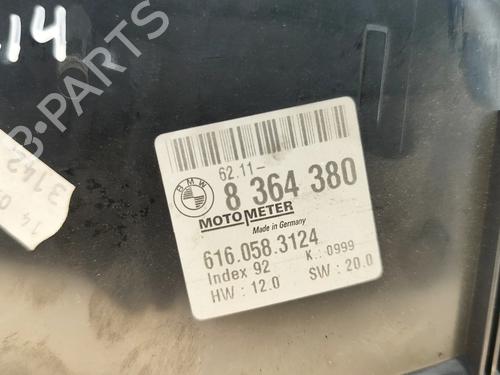 .14
B-PARTS
62.11-
8 364 380
BMW
MOTOMETER
Made in Germany
616.058.3124
Index 92 K.: 0999
HW : 12.0 SW : 20.0